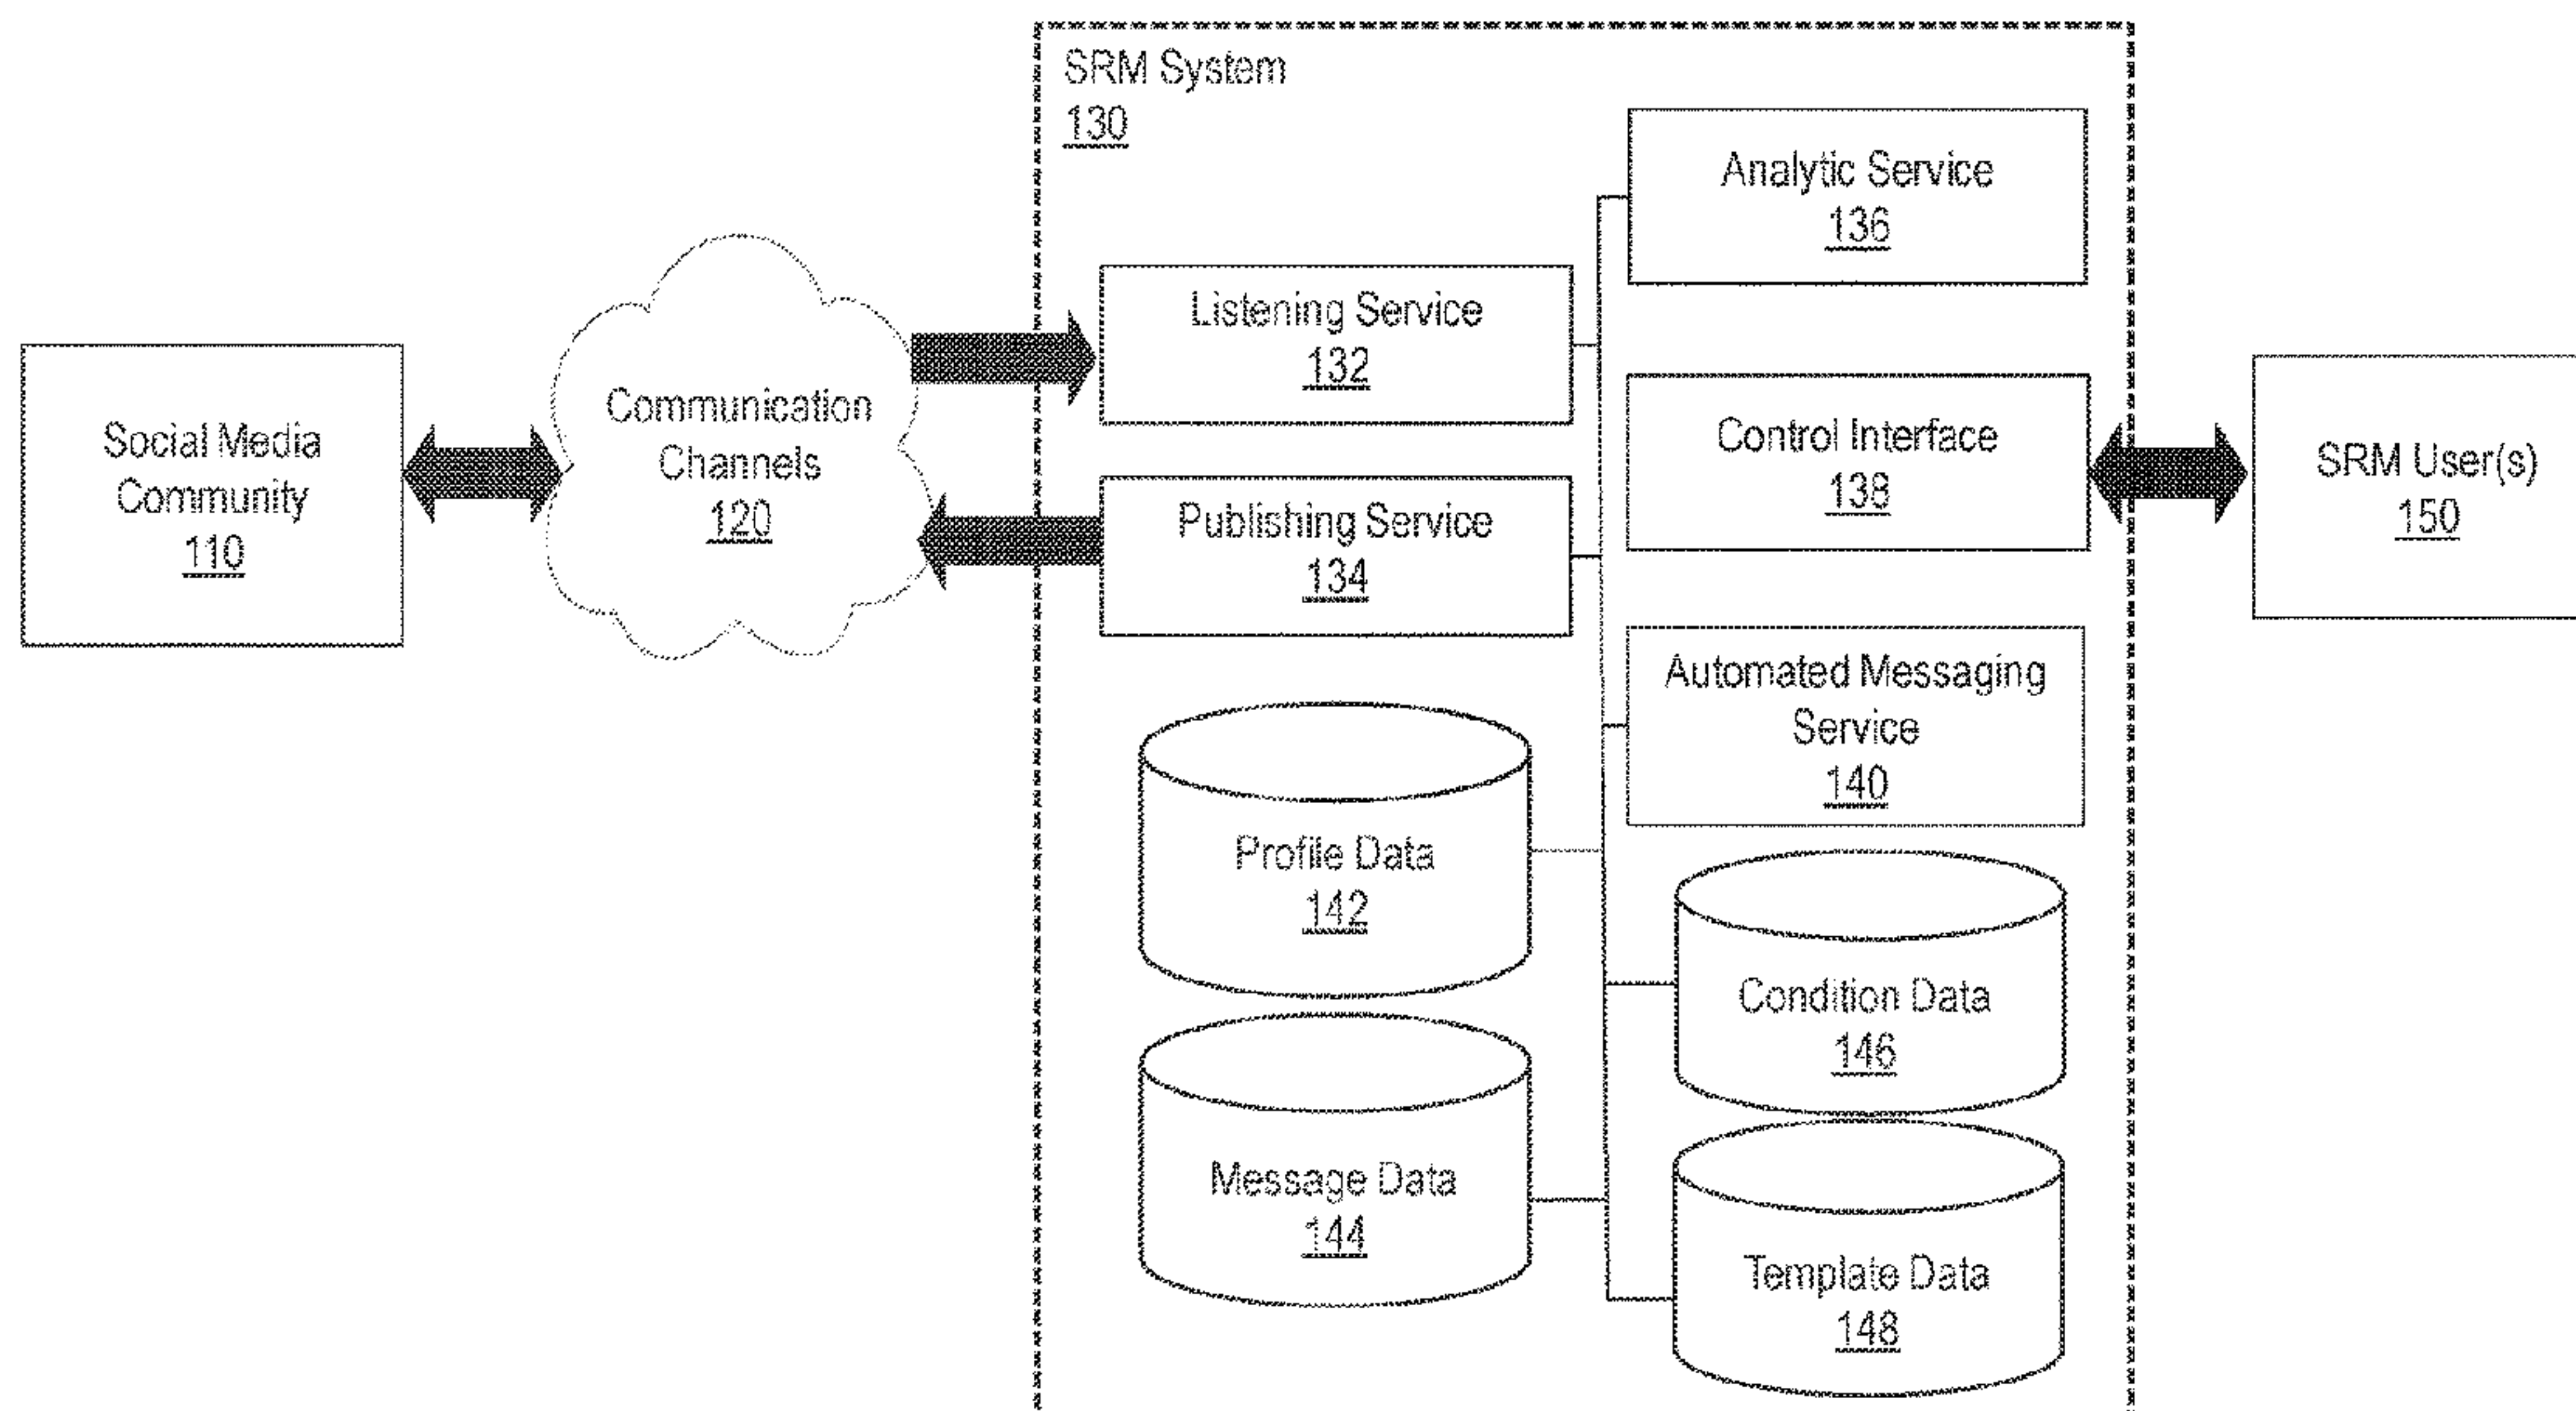 SRM System
130
Analytic Service
136
Listening Service
132
Communication
Channels
120
Social Media
Community
110
Control Interface
138
SRM User(s)
150
Publishing Service
134
Automated Messaging
Service
140
Profile Data
142
Condition Data
146
Message Data
144
Template Data
148